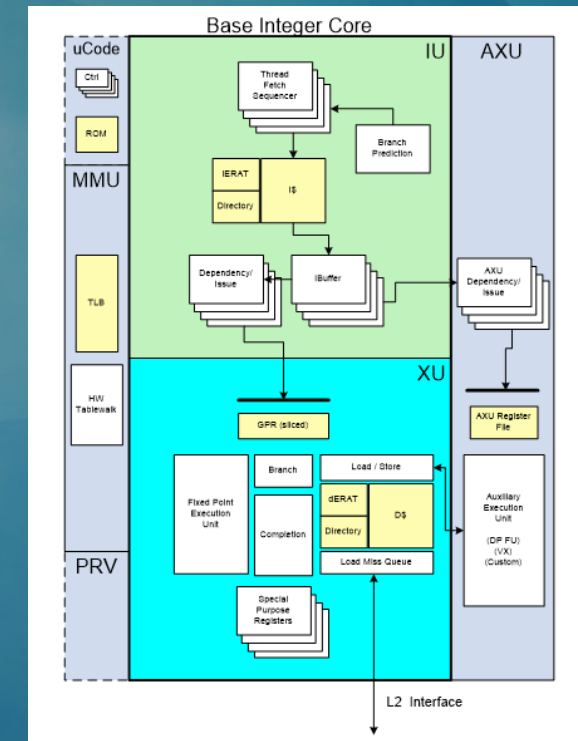 Base Integer Core
uCode
Ctrl
ROM
MMU
TLB
HW
Tablewalk
PRV
IU
Thread
Fetch
Sequencer
Branch
Prediction
IERAT
Directory
I$
Dependency/
Issue
IBuffer
XU
GPR (sliced)
Fixed Point
Execution
Unit
Branch
Completion
Load / Store
dERAT
Directory
D$
Load Miss Queue
Special
Purpose
Registers
AXU
AXU
Dependency/
Issue
AXU Register
File
Auxiliary
Execution
Unit
(DP FU)
(VX)
(Custom)
L2 Interface